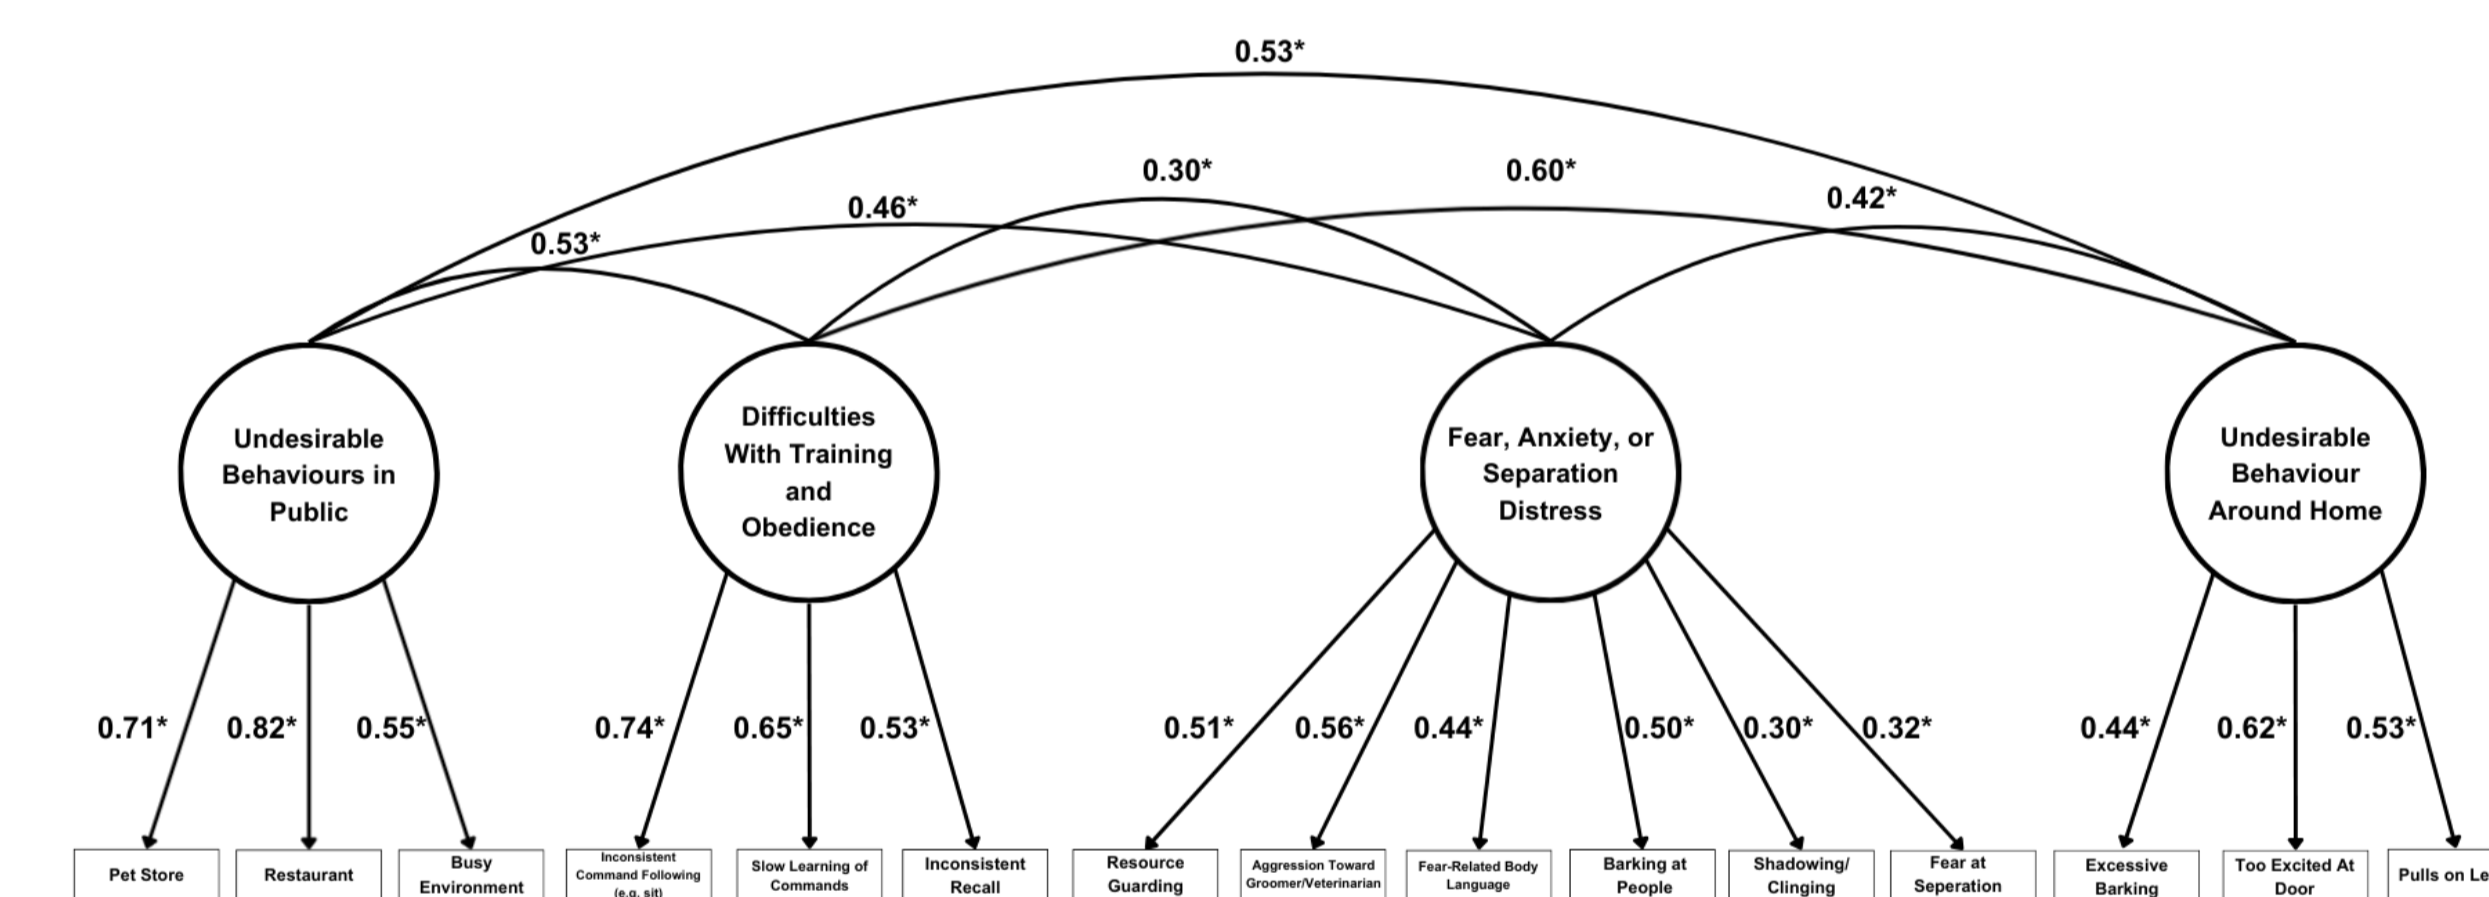 0.53*
0.30*
0.60*
0.42*
0.46*
0.53*
Undesirable
Behaviours in
Public
Difficulties
With Training
and
Obedience
Fear, Anxiety, or
Separation
Distress
Undesirable
Behaviour
Around Home
0.71*
0.82*
0.55*
0.74*
0.65*
0.53*
0.51*
0.56*
0.44*
0.50*
0.30*
0.32*
0.44*
0.62*
0.53*
Pet Store
Restaurant
Busy
Environment
Inconsistent
Command Following
(e.g. sit)
Slow Learning of
Commands
Inconsistent
Recall
Resource
Guarding
Aggression Toward
Groomer/Veterinarian
Fear-Related Body
Language
Barking at
People
Shadowing/
Clinging
Fear at
Seperation
Excessive
Barking
Too Excited At
Door
Pulls on Le